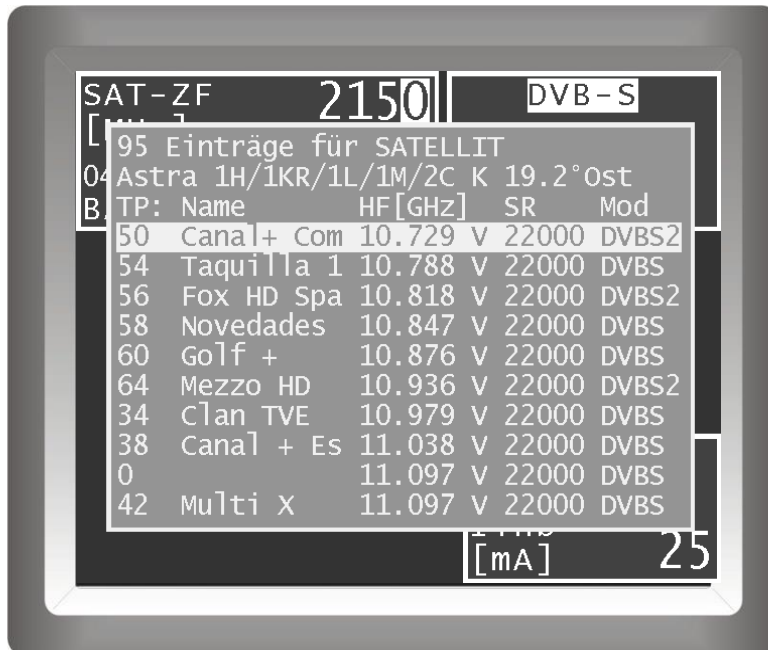 SAT-ZF 2150
DVB-S
95 Einträge für SATELLIT
04
Astra 1H/1KR/1L/1M/2C K 19.2°Ost
B
TP: Name HF[GHz] SR Mod
50 Canal+ Com 10.729 V 22000 DVBS2
54 Taquilla 1 10.788 V 22000 DVBS
56 Fox HD Spa 10.818 V 22000 DVBS2
58 Novedades 10.847 V 22000 DVBS
60 Golf + 10.876 V 22000 DVBS
64 Mezzo HD 10.936 V 22000 DVBS2
34 Clan TVE 10.979 V 22000 DVBS
38 Canal + Es 11.038 V 22000 DVBS
0 11.097 V 22000 DVBS
42 Multi X 11.097 V 22000 DVBS
[mA] 25